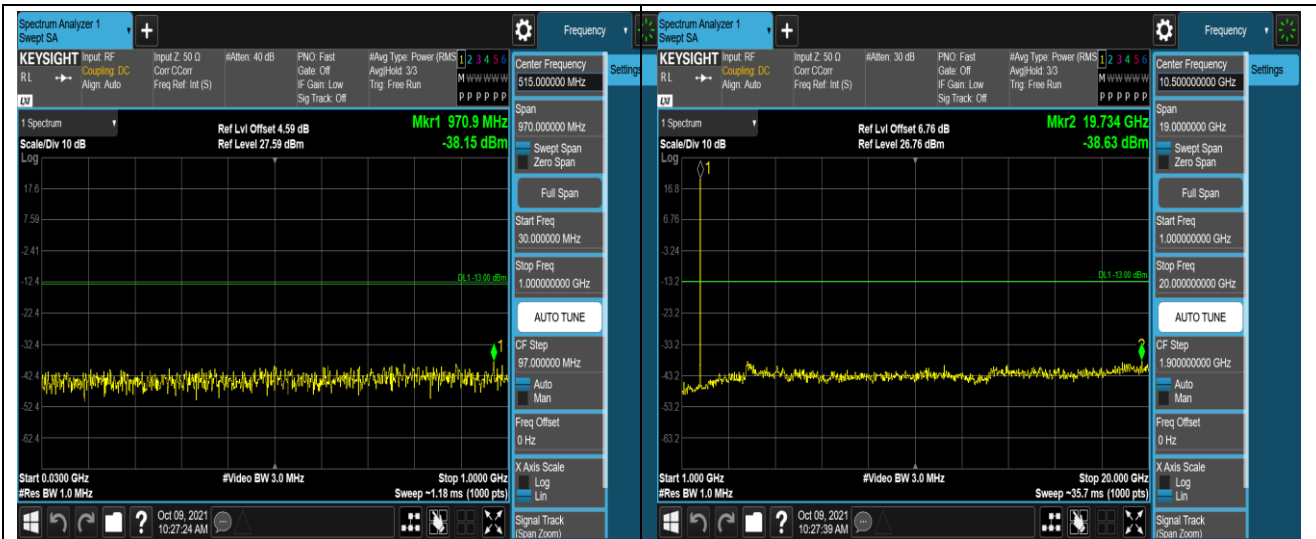 Spectrum Analyzer 1
Swept SA
+
Frequency
KEYSIGHT
RL
LXI
Input: RF
Coupling: DC
Align: Auto
Input Z: 50 Ω
Corr CCorr
Freq Ref: Int (S)
#Atten: 40 dB
PNO: Fast
Gate: Off
IF Gain: Low
Sig Track: Off
#Avg Type: Power (RMS
Avg|Hold: 3/3
Trig: Free Run
1 2 3 4 5 6
M W W W W W
P P P P P P
Center Frequency
515.000000 MHz
Settings
1 Spectrum
Scale/Div 10 dB
Ref Lvl Offset 4.59 dB
Ref Level 27.59 dBm
Mkr1 970.9 MHz
-38.15 dBm
Log
17.6
7.59
-2.41
-12.4
-22.4
-32.4
-42.4
-52.4
-62.4
DL1 -13.00 dBm
1
Span
970.000000 MHz
Swept Span
Zero Span
Full Span
Start Freq
30.000000 MHz
Stop Freq
1.000000000 GHz
AUTO TUNE
CF Step
97.000000 MHz
Auto
Man
Freq Offset
0 Hz
X Axis Scale
Log
Lin
Signal Track
(Span Zoom)
Start 0.0300 GHz
#Res BW 1.0 MHz
#Video BW 3.0 MHz
Stop 1.0000 GHz
Sweep ~1.18 ms (1000 pts)
?
Oct 09, 2021
10:27:24 AM
Spectrum Analyzer 1
Swept SA
+
Frequency
KEYSIGHT
RL
LXI
Input: RF
Coupling: DC
Align: Auto
Input Z: 50 Ω
Corr CCorr
Freq Ref: Int (S)
#Atten: 30 dB
PNO: Fast
Gate: Off
IF Gain: Low
Sig Track: Off
#Avg Type: Power (RMS
Avg|Hold: 3/3
Trig: Free Run
1 2 3 4 5 6
M W W W W W
P P P P P P
Center Frequency
10.500000000 GHz
Settings
1 Spectrum
Scale/Div 10 dB
Ref Lvl Offset 6.76 dB
Ref Level 26.76 dBm
Mkr2 19.734 GHz
-38.63 dBm
Log
1
16.8
6.76
-3.24
-13.2
-23.2
-33.2
-43.2
-53.2
-63.2
DL1 -13.00 dBm
2
Span
19.0000000 GHz
Swept Span
Zero Span
Full Span
Start Freq
1.000000000 GHz
Stop Freq
20.000000000 GHz
AUTO TUNE
CF Step
1.900000000 GHz
Auto
Man
Freq Offset
0 Hz
X Axis Scale
Log
Lin
Signal Track
(Span Zoom)
Start 1.000 GHz
#Res BW 1.0 MHz
#Video BW 3.0 MHz
Stop 20.000 GHz
Sweep ~35.7 ms (1000 pts)
?
Oct 09, 2021
10:27:39 AM